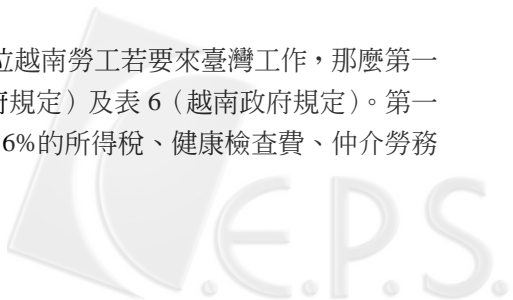 位越南勞工若要來臺灣工作，那麼第一
府規定）及表 6（越南政府規定）。第一
6%的所得稅、健康檢查費、仲介勞務
C.E.P.S.